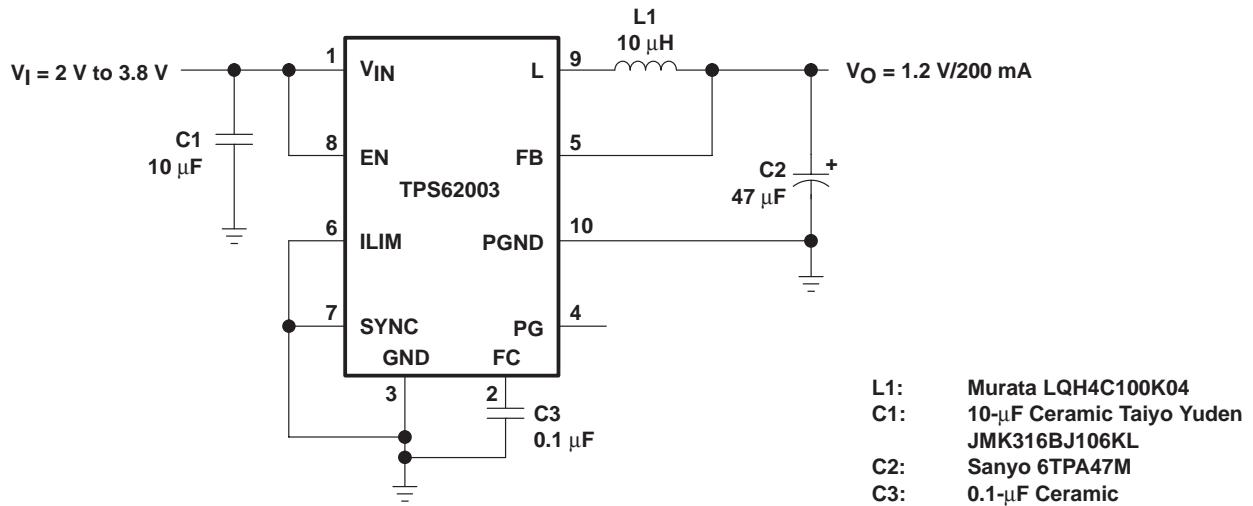 L1
10 μH
VI = 2 V to 3.8 V
1
VIN
L
9
VO = 1.2 V/200 mA
C1
10 μF
8
EN
FB
5
TPS62003
C2
47 μF
+
6
ILIM
PGND
10
7
SYNC
PG
4
GND
FC
3
2
C3
0.1 μF
L1: Murata LQH4C100K04
C1: 10-μF Ceramic Taiyo Yuden
JMK316BJ106KL
C2: Sanyo 6TPA47M
C3: 0.1-μF Ceramic